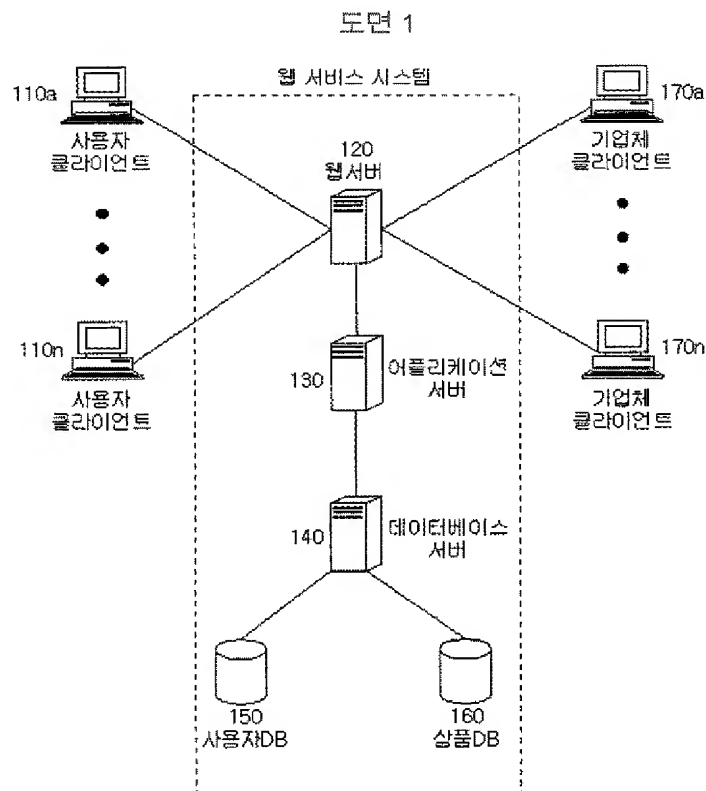 도면 1
웹 서비스 시스템
110a
사용자
클라이언트
170a
기업체
클라이언트
120
웹서버
110n
사용자
클라이언트
130
어플리케이션
서버
170n
기업체
클라이언트
140
데이터베이스
서버
150
사용자DB
160
상품DB